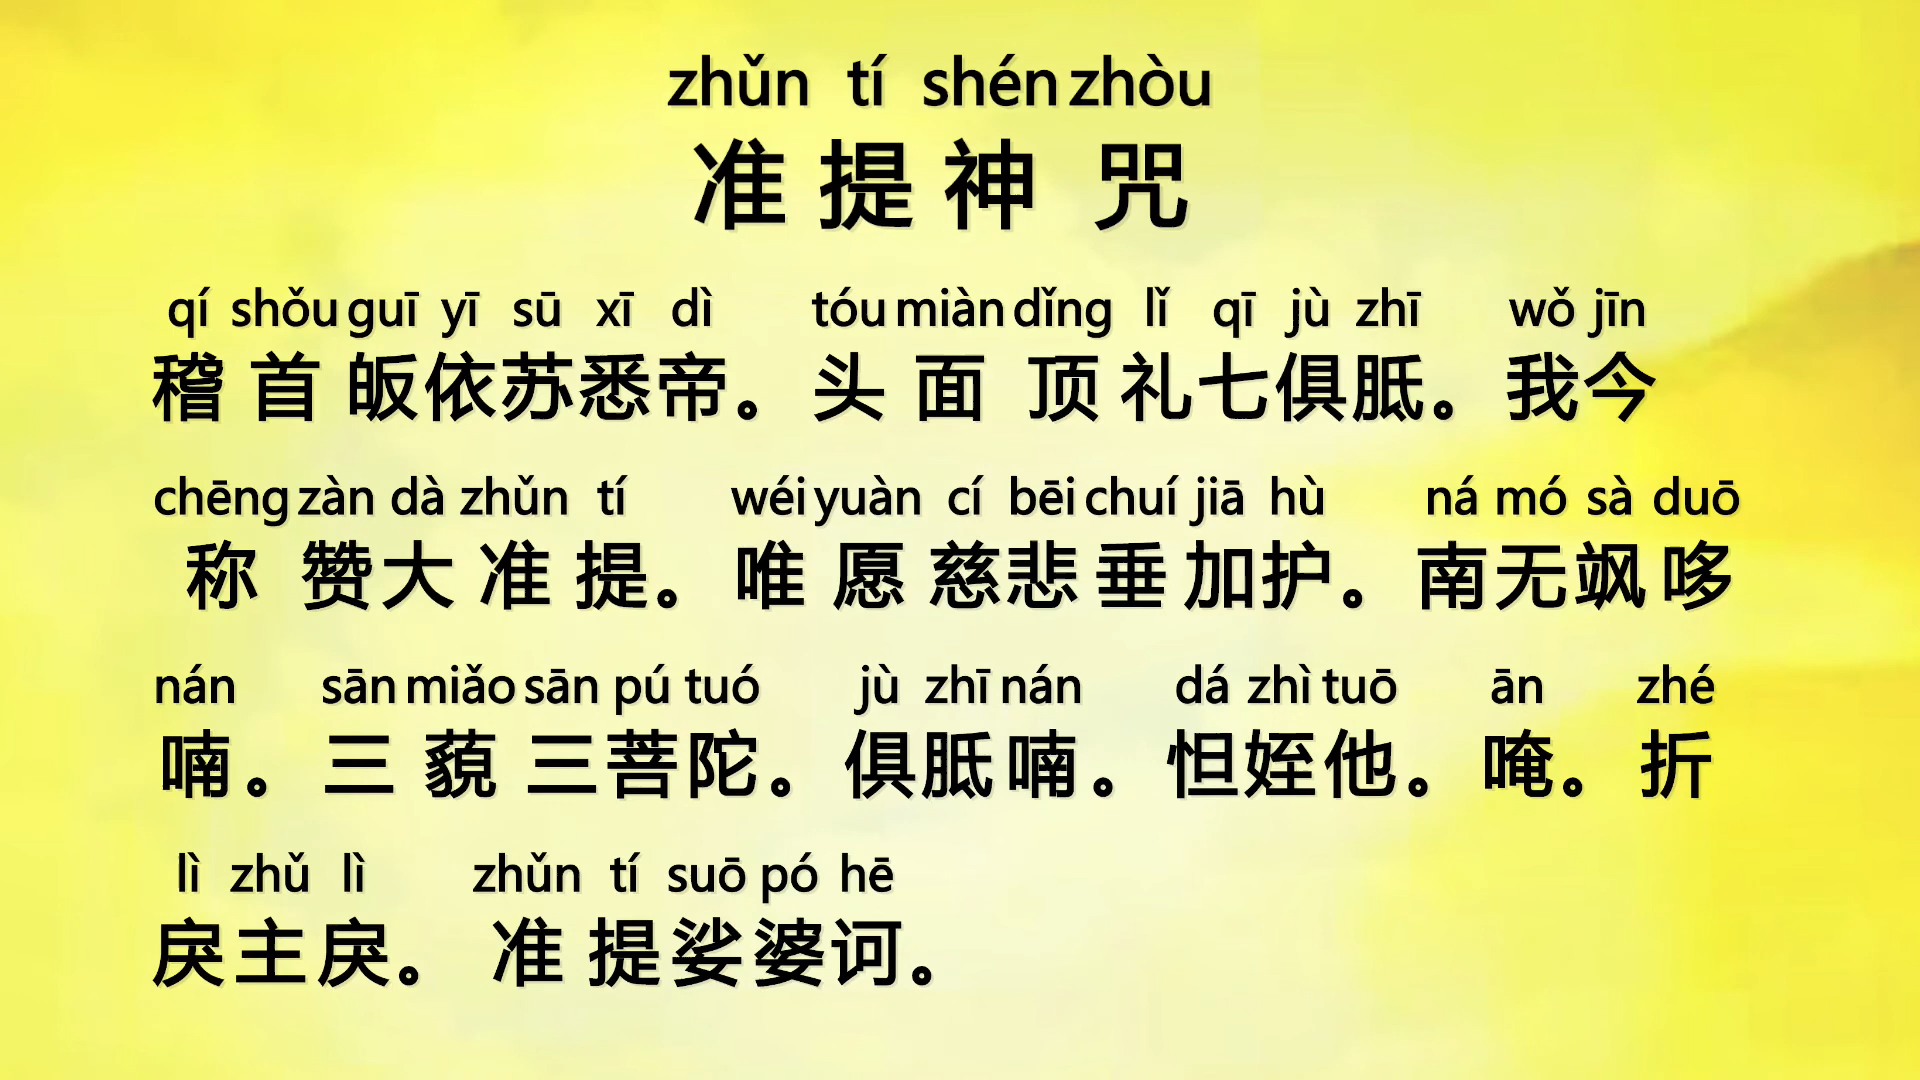 zhǔn tí shén zhòu
准提神咒
qí shǒu guī yī sū xī dì tóu miàn dǐng lǐ qī jù zhī wǒ jīn
稽首皈依苏悉帝。头面顶礼七俱胝。我今
chēng zàn dà zhǔn tí wéi yuàn cí bēi chuí jiā hù ná mó sà duō
称赞大准提。唯愿慈悲垂加护。南无飒哆
nán sān miǎo sān pú tuó jù zhī nán dá zhì tuō ān zhé
喃。三藐三菩陀。俱胝喃。怛姪他。唵。折
lì zhǔ lì zhǔn tí suō pó hē
戾主戾。准提娑婆诃。